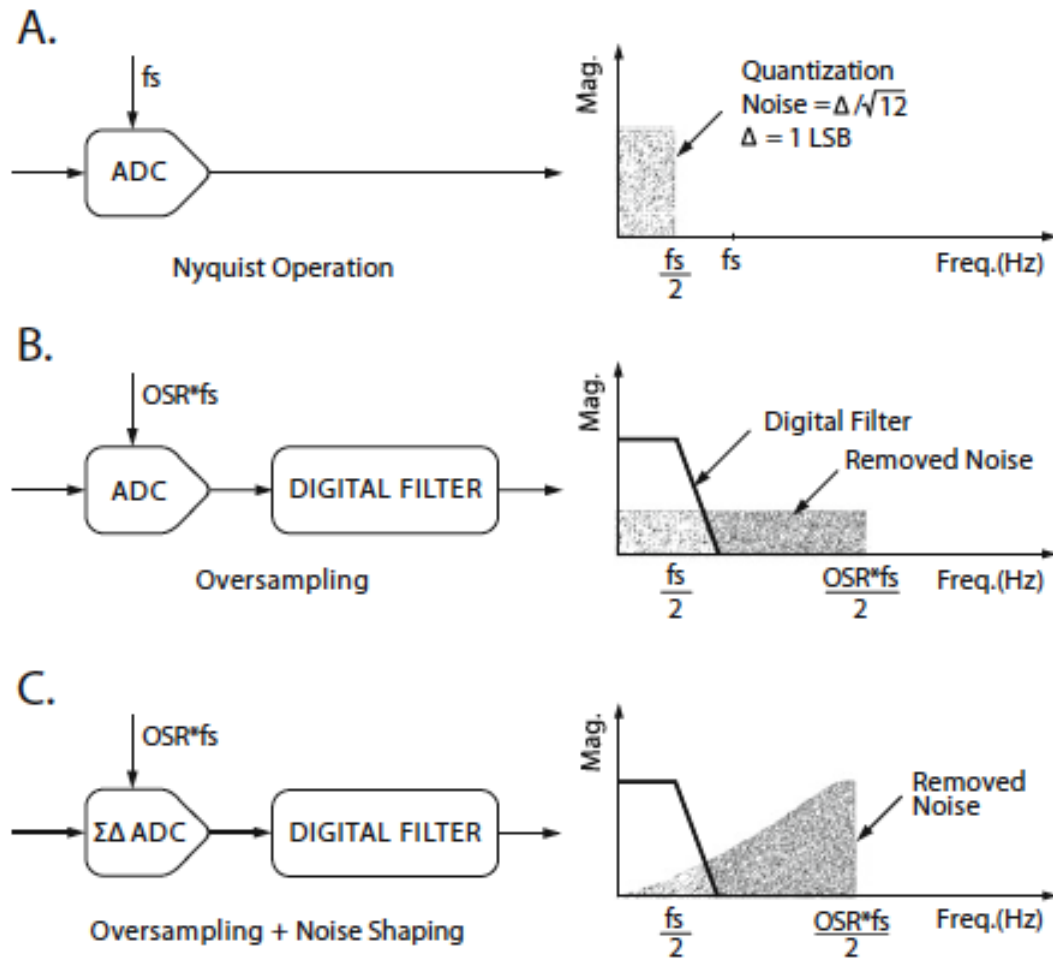 A.
fs
ADC
Nyquist Operation
Mag.
Quantization
Noise = Δ/√12
Δ = 1 LSB
fs
2
fs
Freq.(Hz)
B.
OSR*fs
ADC
DIGITAL FILTER
Oversampling
Mag.
Digital Filter
Removed Noise
fs
2
OSR*fs
2
Freq.(Hz)
C.
OSR*fs
ΣΔ ADC
DIGITAL FILTER
Oversampling + Noise Shaping
Mag.
Removed
Noise
fs
2
OSR*fs
2
Freq.(Hz)